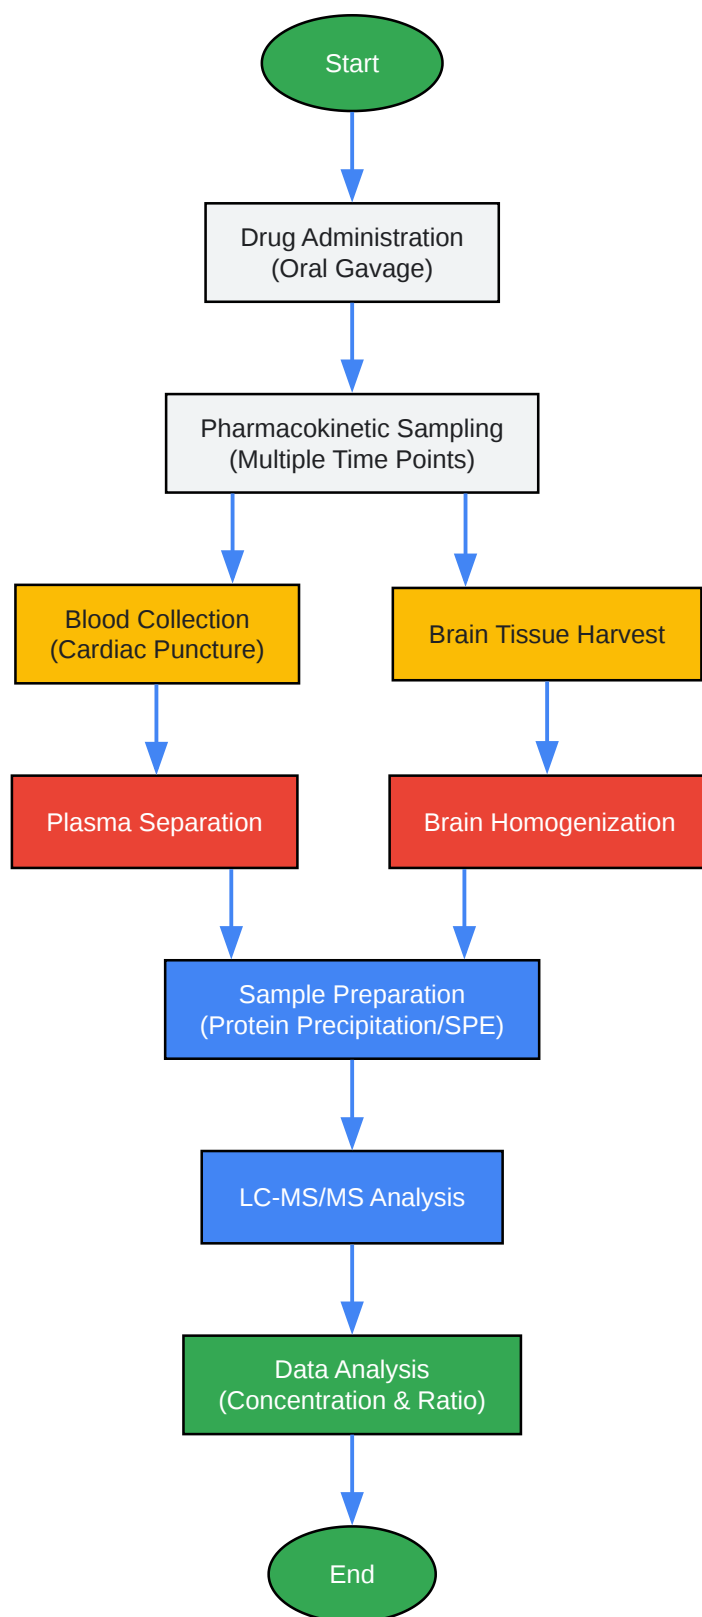 Start
Drug Administration
(Oral Gavage)
Pharmacokinetic Sampling
(Multiple Time Points)
Blood Collection
(Cardiac Puncture)
Brain Tissue Harvest
Plasma Separation
Brain Homogenization
Sample Preparation
(Protein Precipitation/SPE)
LC-MS/MS Analysis
Data Analysis
(Concentration & Ratio)
End